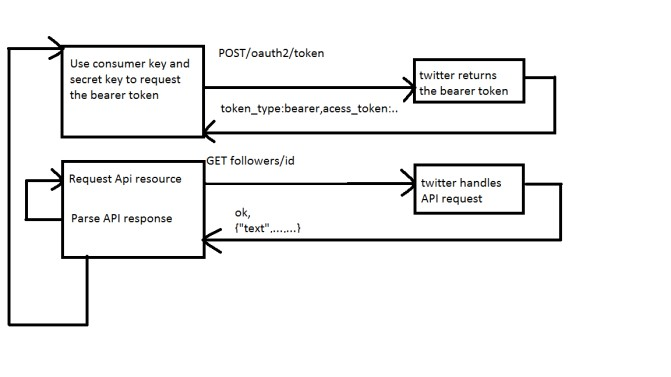 POST/oauth2/token
Use consumer key and
secret key to request
the bearer token
twitter returns
the bearer token
token_type:bearer,acess_token:..
GET followers/id
Request Api resource
twitter handles
API request
Parse API response
ok,
{"text",...,...}